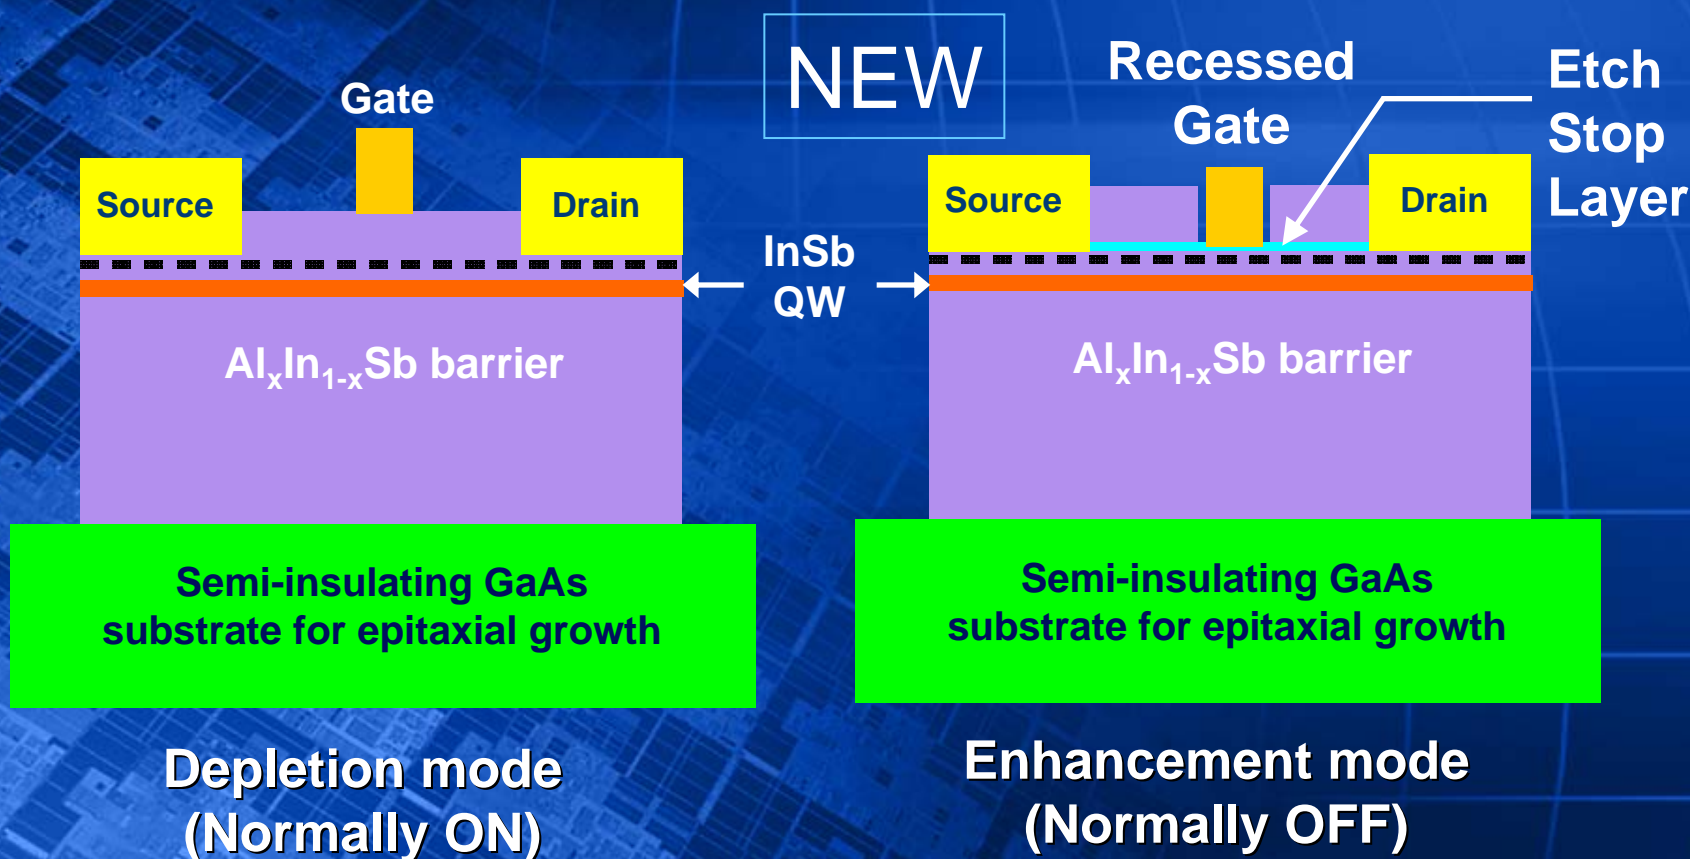 NEW
Gate
Source
Drain
InSb
QW
AlxIn1-xSb barrier
Semi-insulating GaAs
substrate for epitaxial growth
Depletion mode
(Normally ON)
Recessed
Gate
Etch
Stop
Layer
Source
Drain
AlxIn1-xSb barrier
Semi-insulating GaAs
substrate for epitaxial growth
Enhancement mode
(Normally OFF)